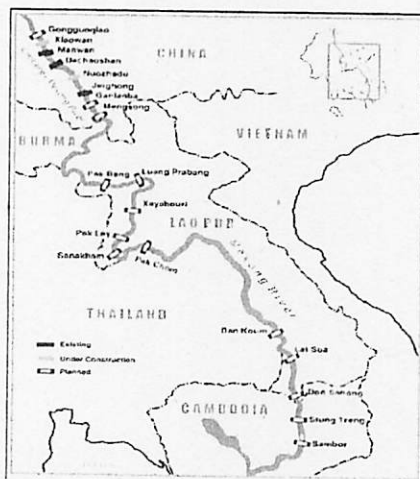 Gongguoqiao
Xiaowan
Manwan
Dachaoshan
Nuozhadu
Jinghong
Ganlanba
Mengsong
CHINA
VIETNAM
BURMA
Pak Beng
Luang Prabang
Xayabouri
LAO PDR
Pak Lay
Sanakham
Pak Chom
Mekong River
THAILAND
Ban Koum
Lat Sua
Existing
Under Construction
Planned
Don Sahong
CAMBODIA
Stung Treng
Sambor